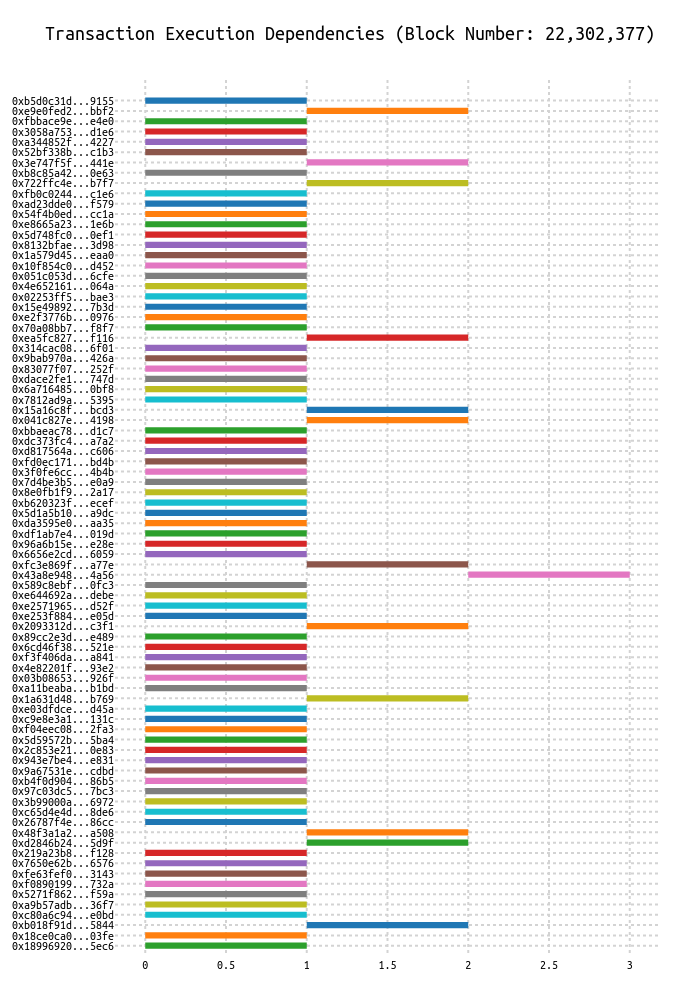 Transaction Execution Dependencies (Block Number: 22,302,377)
0xb5d0c31d...9155
0xe9e0fed2...bbf2
0xfbbace9e...e4e0
0x3058a753...d1e6
0xa344852f...4227
0x52bf338b...c1b3
0x3e747f5f...441e
0xb8c85a42...0e63
0x722ffc4e...b7f7
0xfb0c0244...c1e6
0xad23dde0...f579
0x54f4b0ed...cc1a
0xe8665a23...1e6b
0x5d748fc0...0ef1
0x8132bfae...3d98
0x1a579d45...eaa0
0x10f854c0...d452
0x051c053d...6cfe
0x4e652161...064a
0x02253ff5...bae3
0x15e49892...7b3d
0xe2f3776b...0976
0x70a08bb7...f8f7
0xea5fc827...f116
0x314cac08...6f01
0x9bab970a...426a
0x83077f07...252f
0xdace2fe1...747d
0x6a716485...0bf8
0x7812ad9a...5395
0x15a16c8f...bcd3
0x041c827e...4198
0xbbaeac78...d1c7
0xdc373fc4...a7a2
0xd817564a...c606
0xfd0ec171...bd4b
0x3f0fe6cc...4b4b
0x7d4be3b5...e0a9
0x8e0fb1f9...2a17
0xb620323f...ecef
0x5d1a5b10...a9dc
0xda3595e0...aa35
0xdf1ab7e4...019d
0x96a6b15e...e28e
0x6656e2cd...6059
0xfc3e869f...a77e
0x43a8e948...4a56
0x589c8ebf...0fc3
0xe644692a...debe
0xe2571965...d52f
0xe253f884...e05d
0x2093312d...c3f1
0x89cc2e3d...e489
0x6cd46f38...521e
0xf3f406da...a841
0x4e82201f...93e2
0x03b08653...926f
0xa11beaba...b1bd
0x1a631d48...b769
0xe03dfdce...d45a
0xc9e8e3a1...131c
0xf04eec08...2fa3
0x5d59572b...5ba4
0x2c853e21...0e83
0x943e7be4...e831
0x9a67531e...cdbd
0xb4f0d904...86b5
0x97c03dc5...7bc3
0x3b99000a...6972
0xc65d4e4d...8de6
0x26787f4e...86cc
0x48f3a1a2...a508
0xd2846b24...5d9f
0x219a23b8...f128
0x7650e62b...6576
0xfe63fef0...3143
0xf0890199...732a
0x5271f862...f59a
0xa9b57adb...36f7
0xc80a6c94...e0bd
0xb018f91d...5844
0x18ce0ca0...03fe
0x18996920...5ec6
0 0.5 1 1.5 2 2.5 3